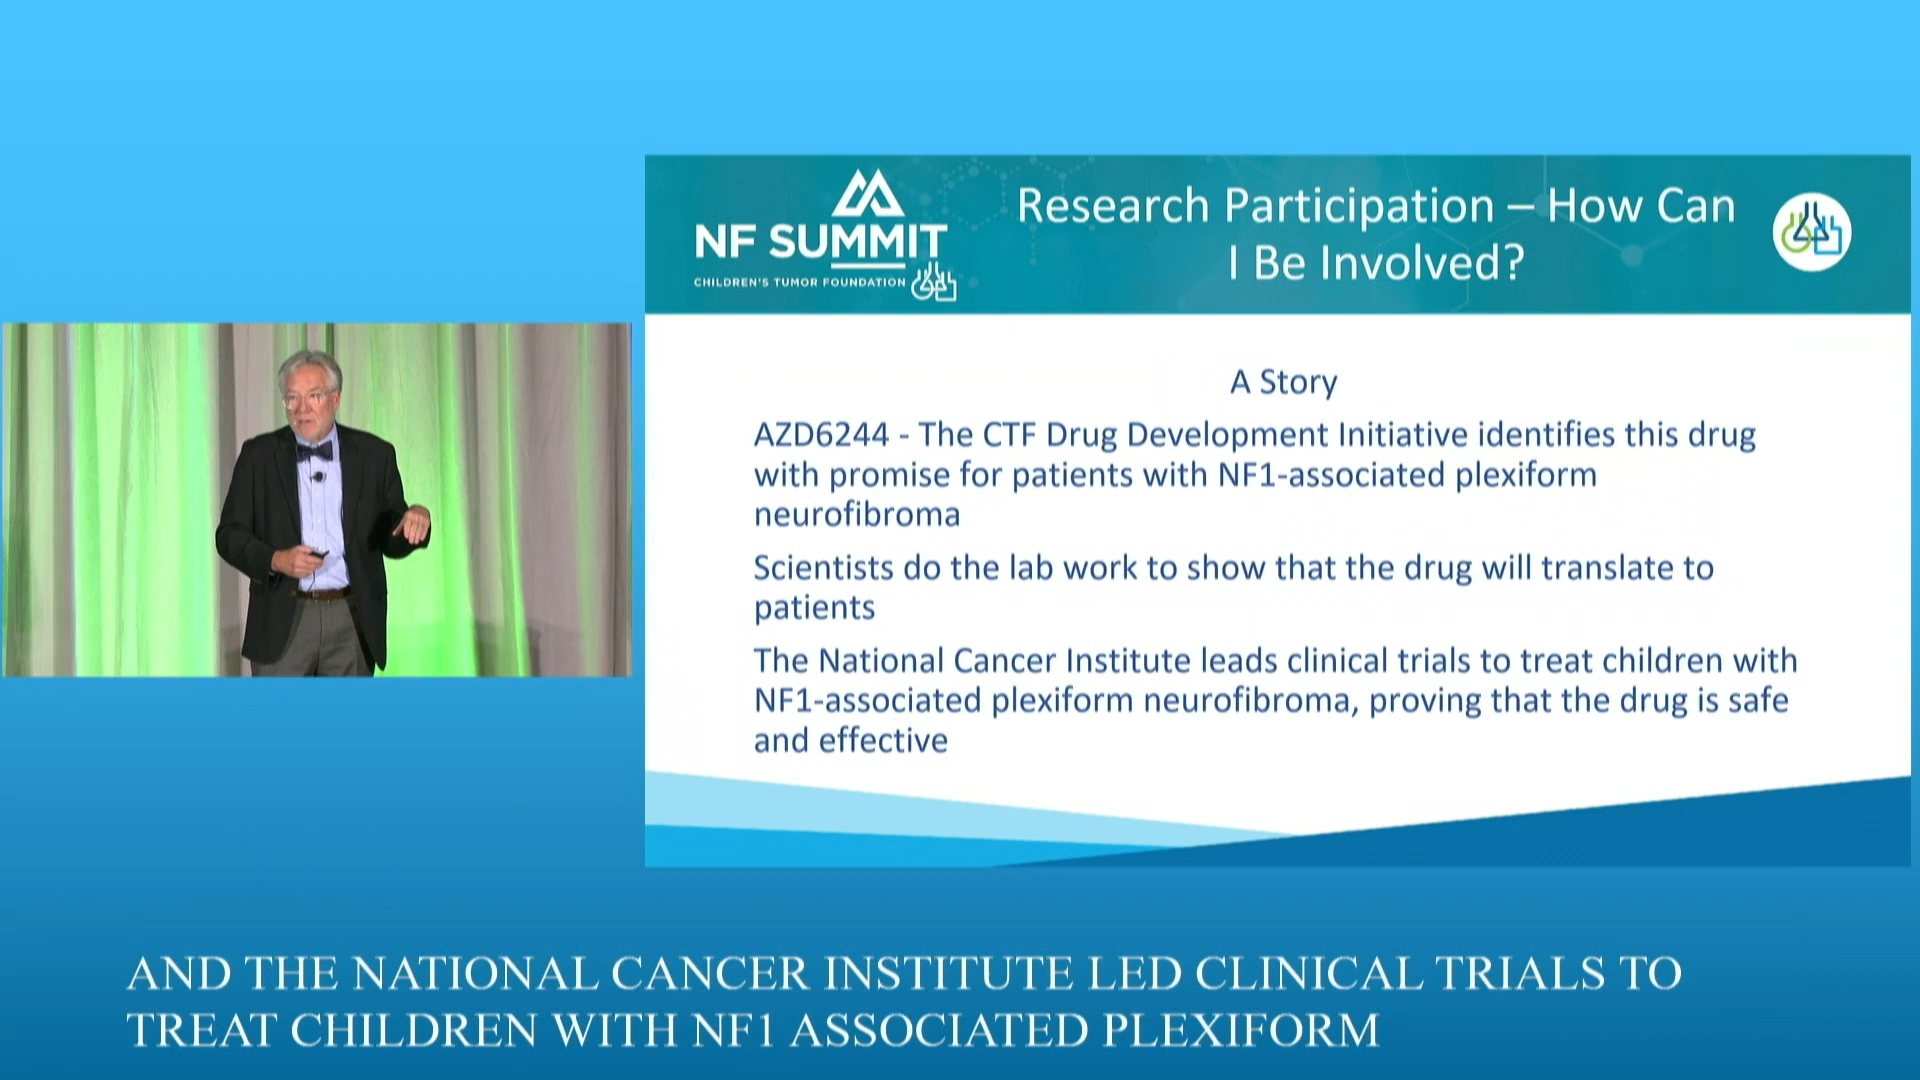 NF SUMMIT
CHILDREN'S TUMOR FOUNDATION
Research Participation – How Can
I Be Involved?
A Story
AZD6244 - The CTF Drug Development Initiative identifies this drug
with promise for patients with NF1-associated plexiform
neurofibroma
Scientists do the lab work to show that the drug will translate to
patients
The National Cancer Institute leads clinical trials to treat children with
NF1-associated plexiform neurofibroma, proving that the drug is safe
and effective
AND THE NATIONAL CANCER INSTITUTE LED CLINICAL TRIALS TO
TREAT CHILDREN WITH NF1 ASSOCIATED PLEXIFORM